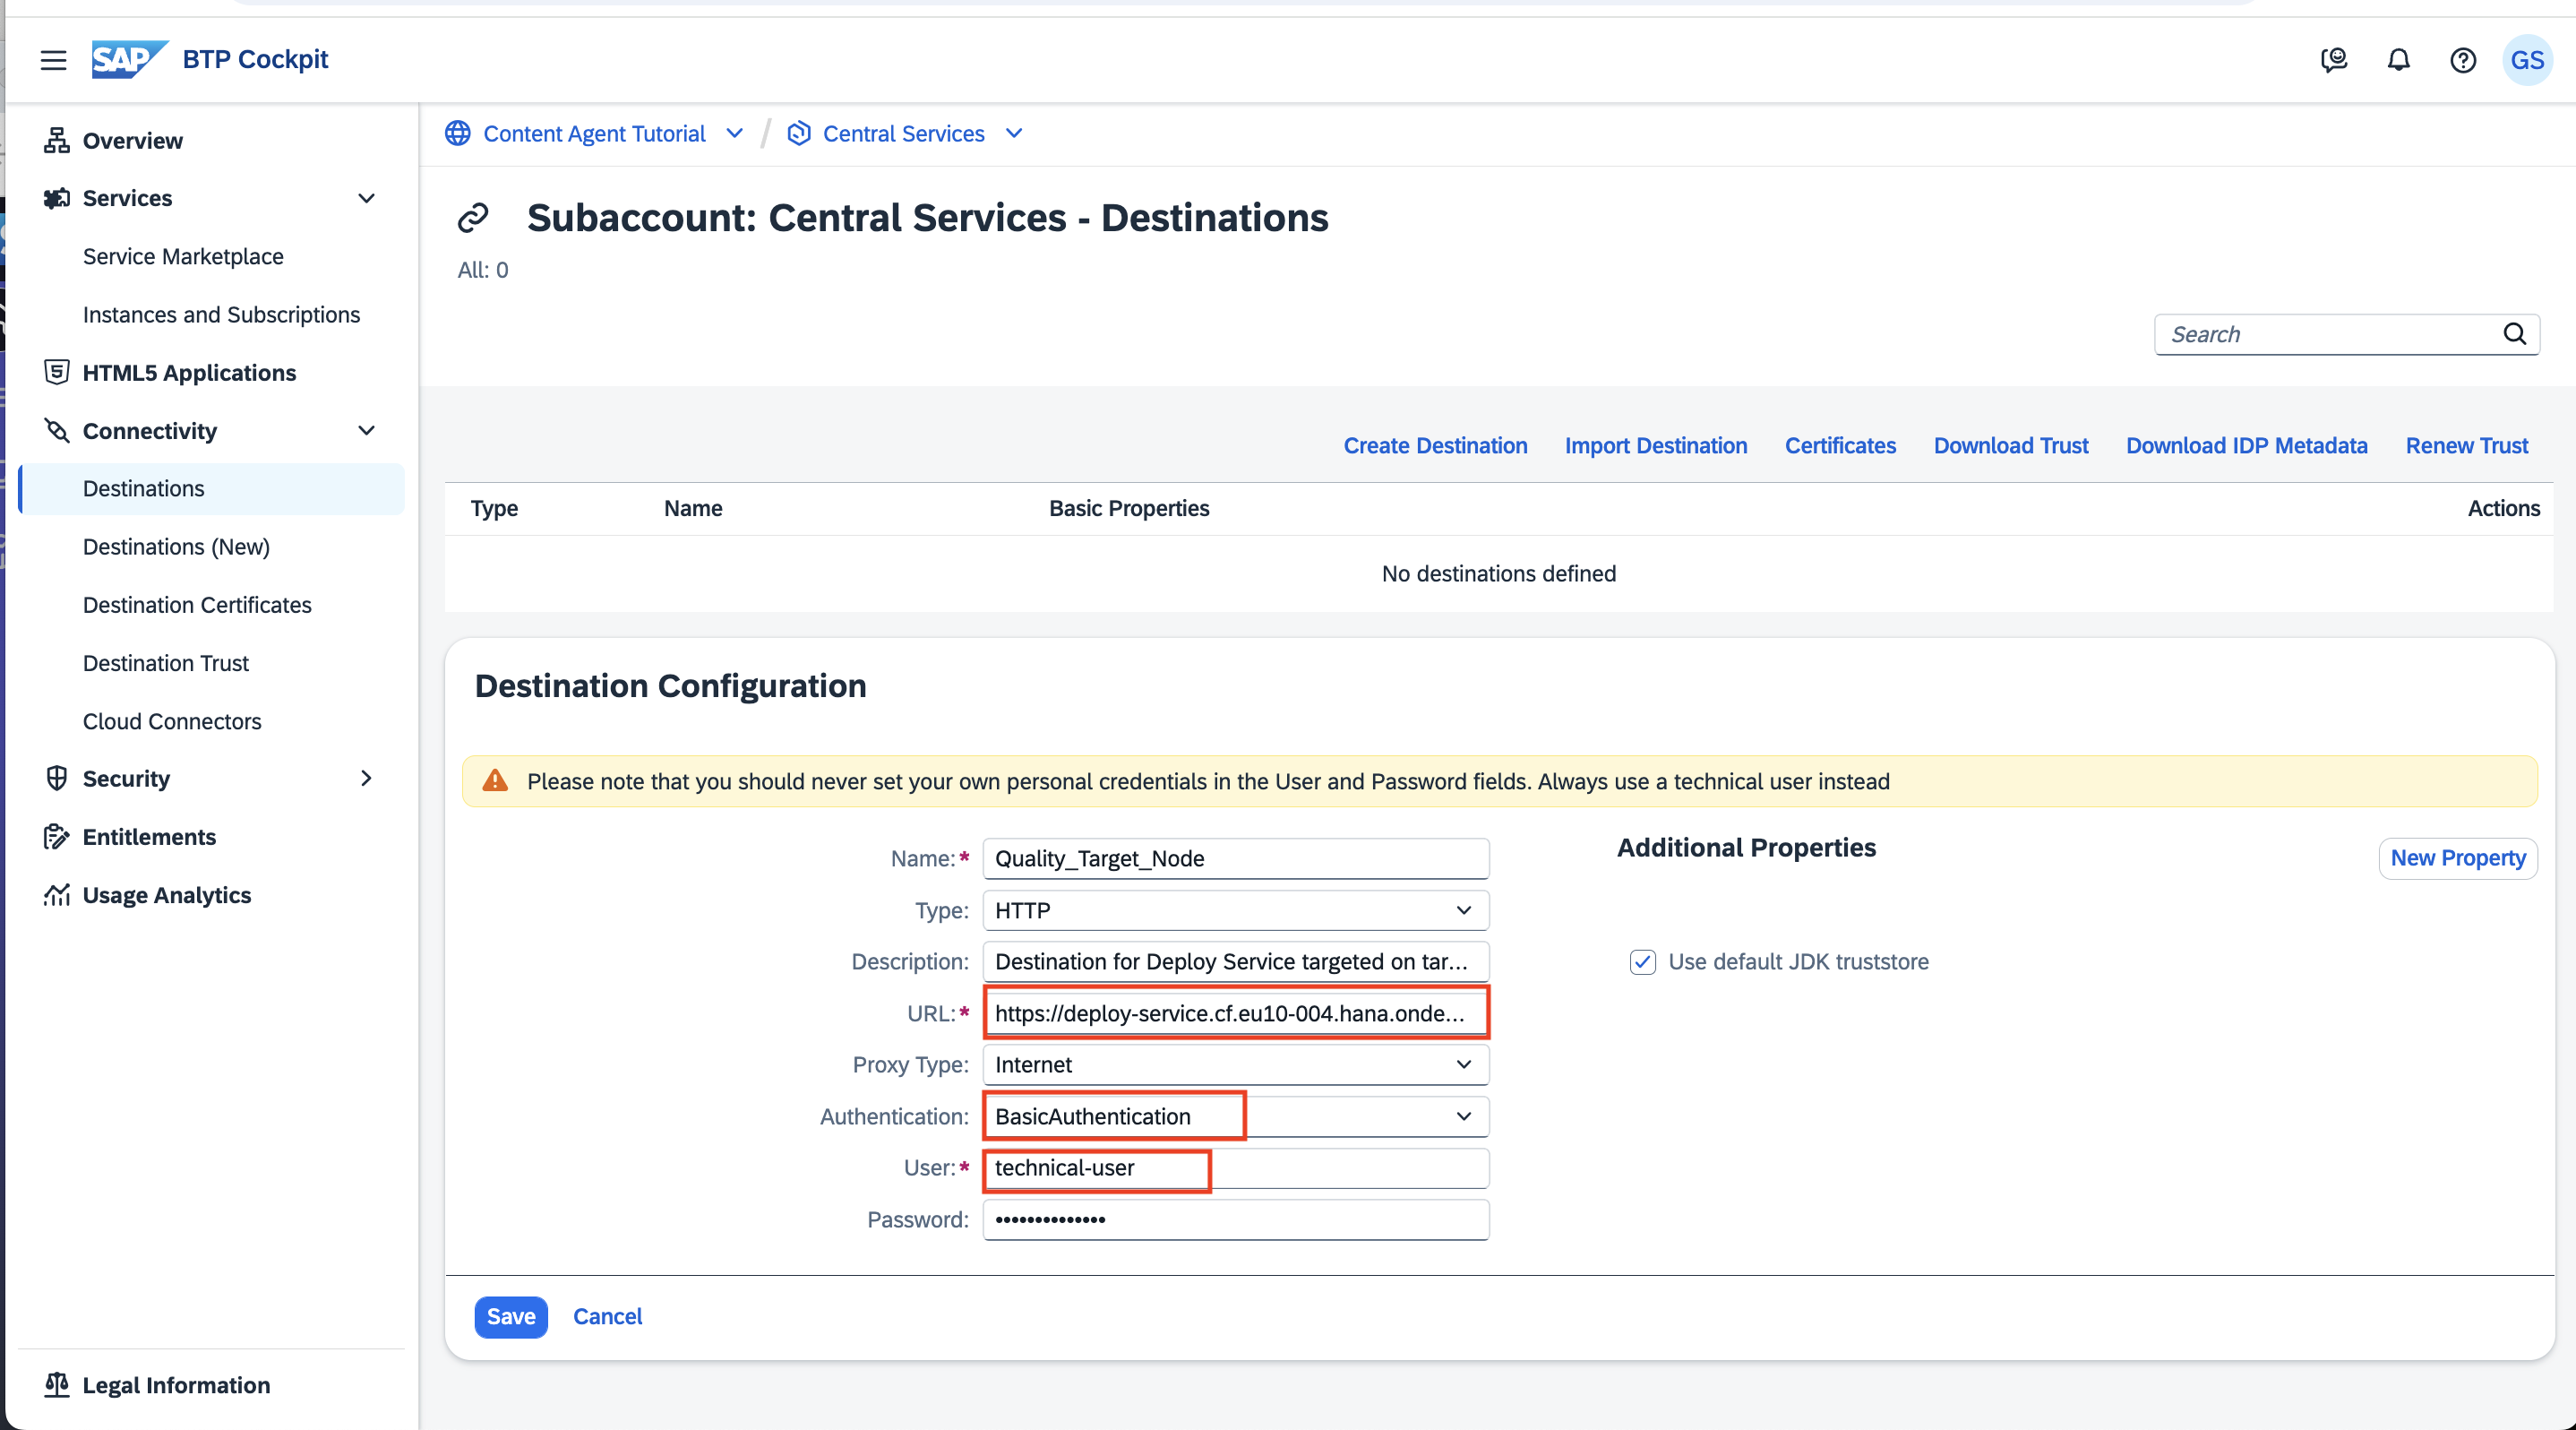 SAP BTP Cockpit GS
Overview
Services
Service Marketplace
Instances and Subscriptions
HTML5 Applications
Connectivity
Destinations
Destinations (New)
Destination Certificates
Destination Trust
Cloud Connectors
Security
Entitlements
Usage Analytics
Legal Information
Content Agent Tutorial / Central Services
Subaccount: Central Services - Destinations
All: 0
Search
Create Destination Import Destination Certificates Download Trust Download IDP Metadata Renew Trust
Type Name Basic Properties Actions
No destinations defined
Destination Configuration
Please note that you should never set your own personal credentials in the User and Password fields. Always use a technical user instead
Name:* Quality_Target_Node
Type: HTTP
Description: Destination for Deploy Service targeted on tar...
URL:* https://deploy-service.cf.eu10-004.hana.onde...
Proxy Type: Internet
Authentication: BasicAuthentication
User:* technical-user
Password: ••••••••••••••
Additional Properties
New Property
Use default JDK truststore
Save Cancel